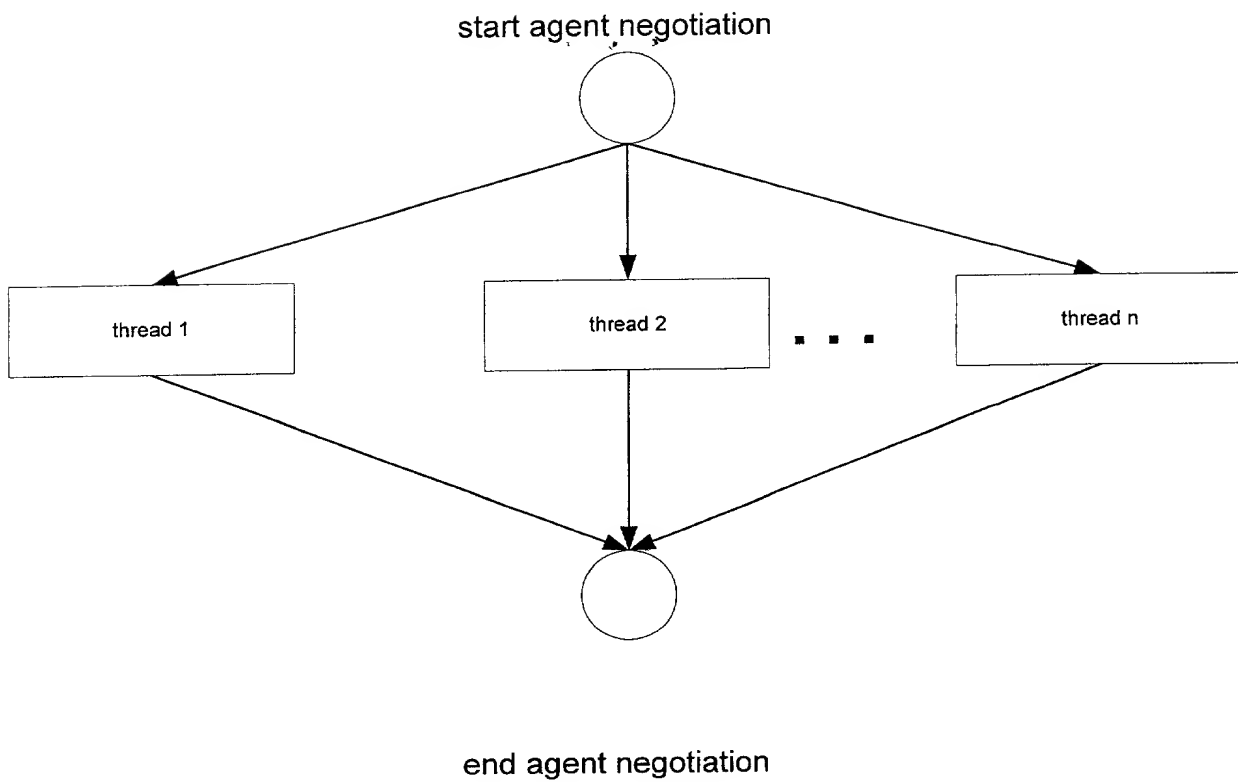 start agent negotiation
thread 1
thread 2
. . .
thread n
end agent negotiation